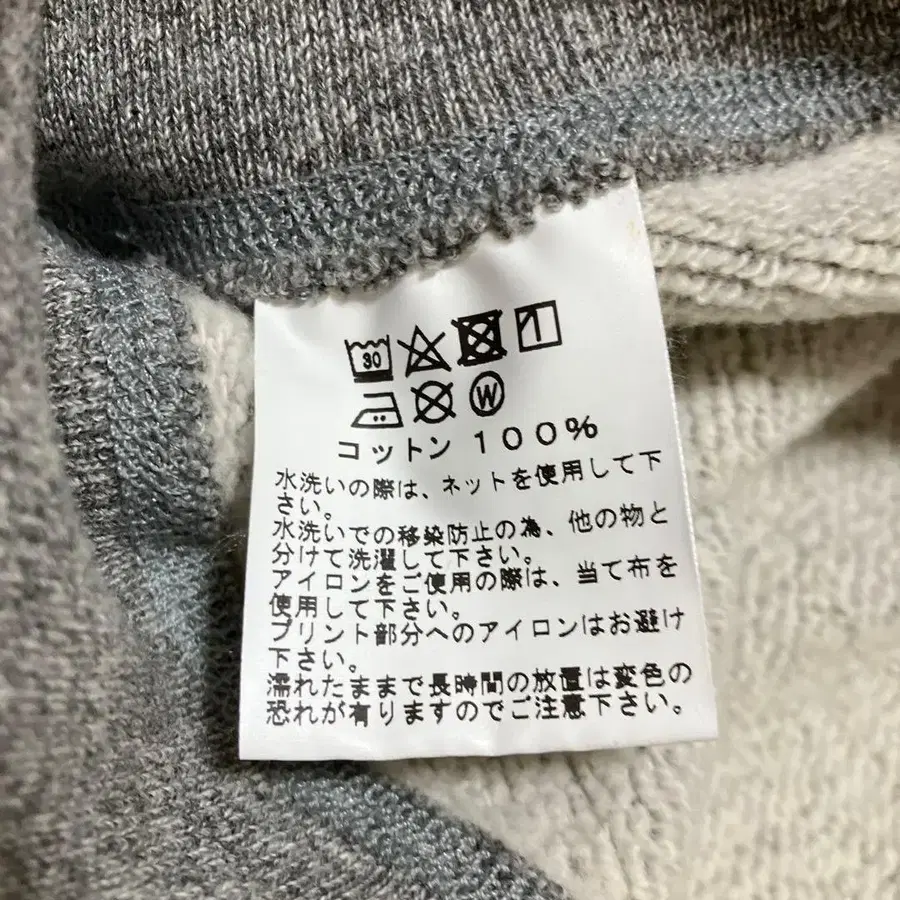 30
W
コットン 100%
水洗いの際は、ネットを使用して下
さい。
水洗いでの移染防止の為、他の物と
分けて洗濯して下さい。
アイロンをご使用の際は、当て布を
使用して下さい。
プリント部分へのアイロンはお避け
下さい。
濡れたままで長時間の放置は変色の
恐れが有りますのでご注意下さい。